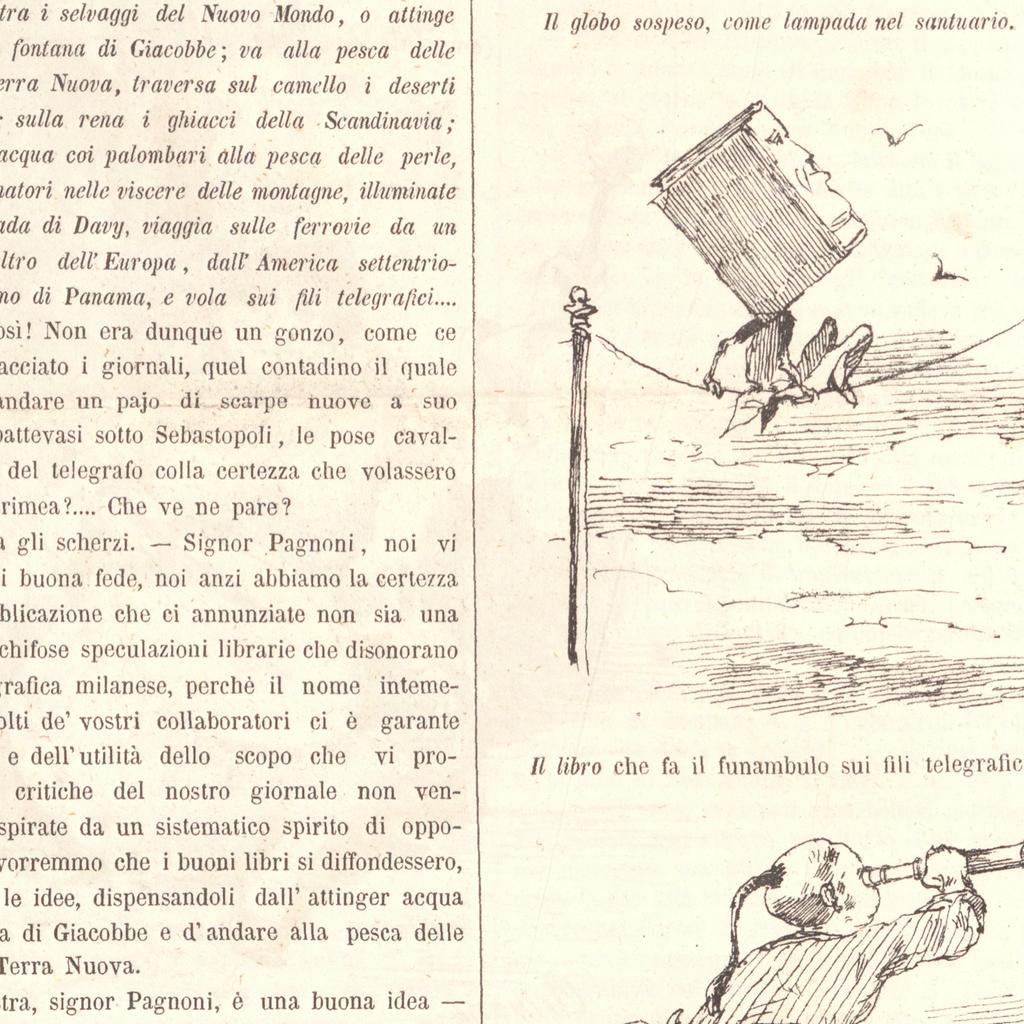 tra i selvaggi del Nuovo Mondo, o attinge
fontana di Giacobbe; va alla pesca delle
erra Nuova, traversa sul camello i deserti
; sulla rena i ghiacci della Scandinavia;
acqua coi palombari alla pesca delle perle,
natori nelle viscere delle montagne, illuminate
ada di Davy, viaggia sulle ferrovie da un
ltro dell' Europa, dall' America settentrio-
no di Panama, e vola sui fili telegrafici....
osì! Non era dunque un gonzo, come ce
acciato i giornali, quel contadino il quale
andare un pajo di scarpe nuove a suo
battevasi sotto Sebastopoli, le pose caval-
del telegrafo colla certezza che volassero
rimea?.... Che ve ne pare?
a gli scherzi. — Signor Pagnoni, noi vi
i buona fede, noi anzi abbiamo la certezza
blicazione che ci annunziate non sia una
chifose speculazioni librarie che disonorano
grafica milanese, perchè il nome inteme-
olti de' vostri collaboratori ci è garante
e dell' utilità dello scopo che vi pro-
critiche del nostro giornale non ven-
spirate da un sistematico spirito di oppo-
vorremmo che i buoni libri si diffondessero,
le idee, dispensandoli dall' attinger acqua
a di Giacobbe e d' andare alla pesca delle
Terra Nuova.
stra, signor Pagnoni, è una buona idea —
Il globo sospeso, come lampada nel santuario.
Il libro che fa il funambulo sui fili telegrafic